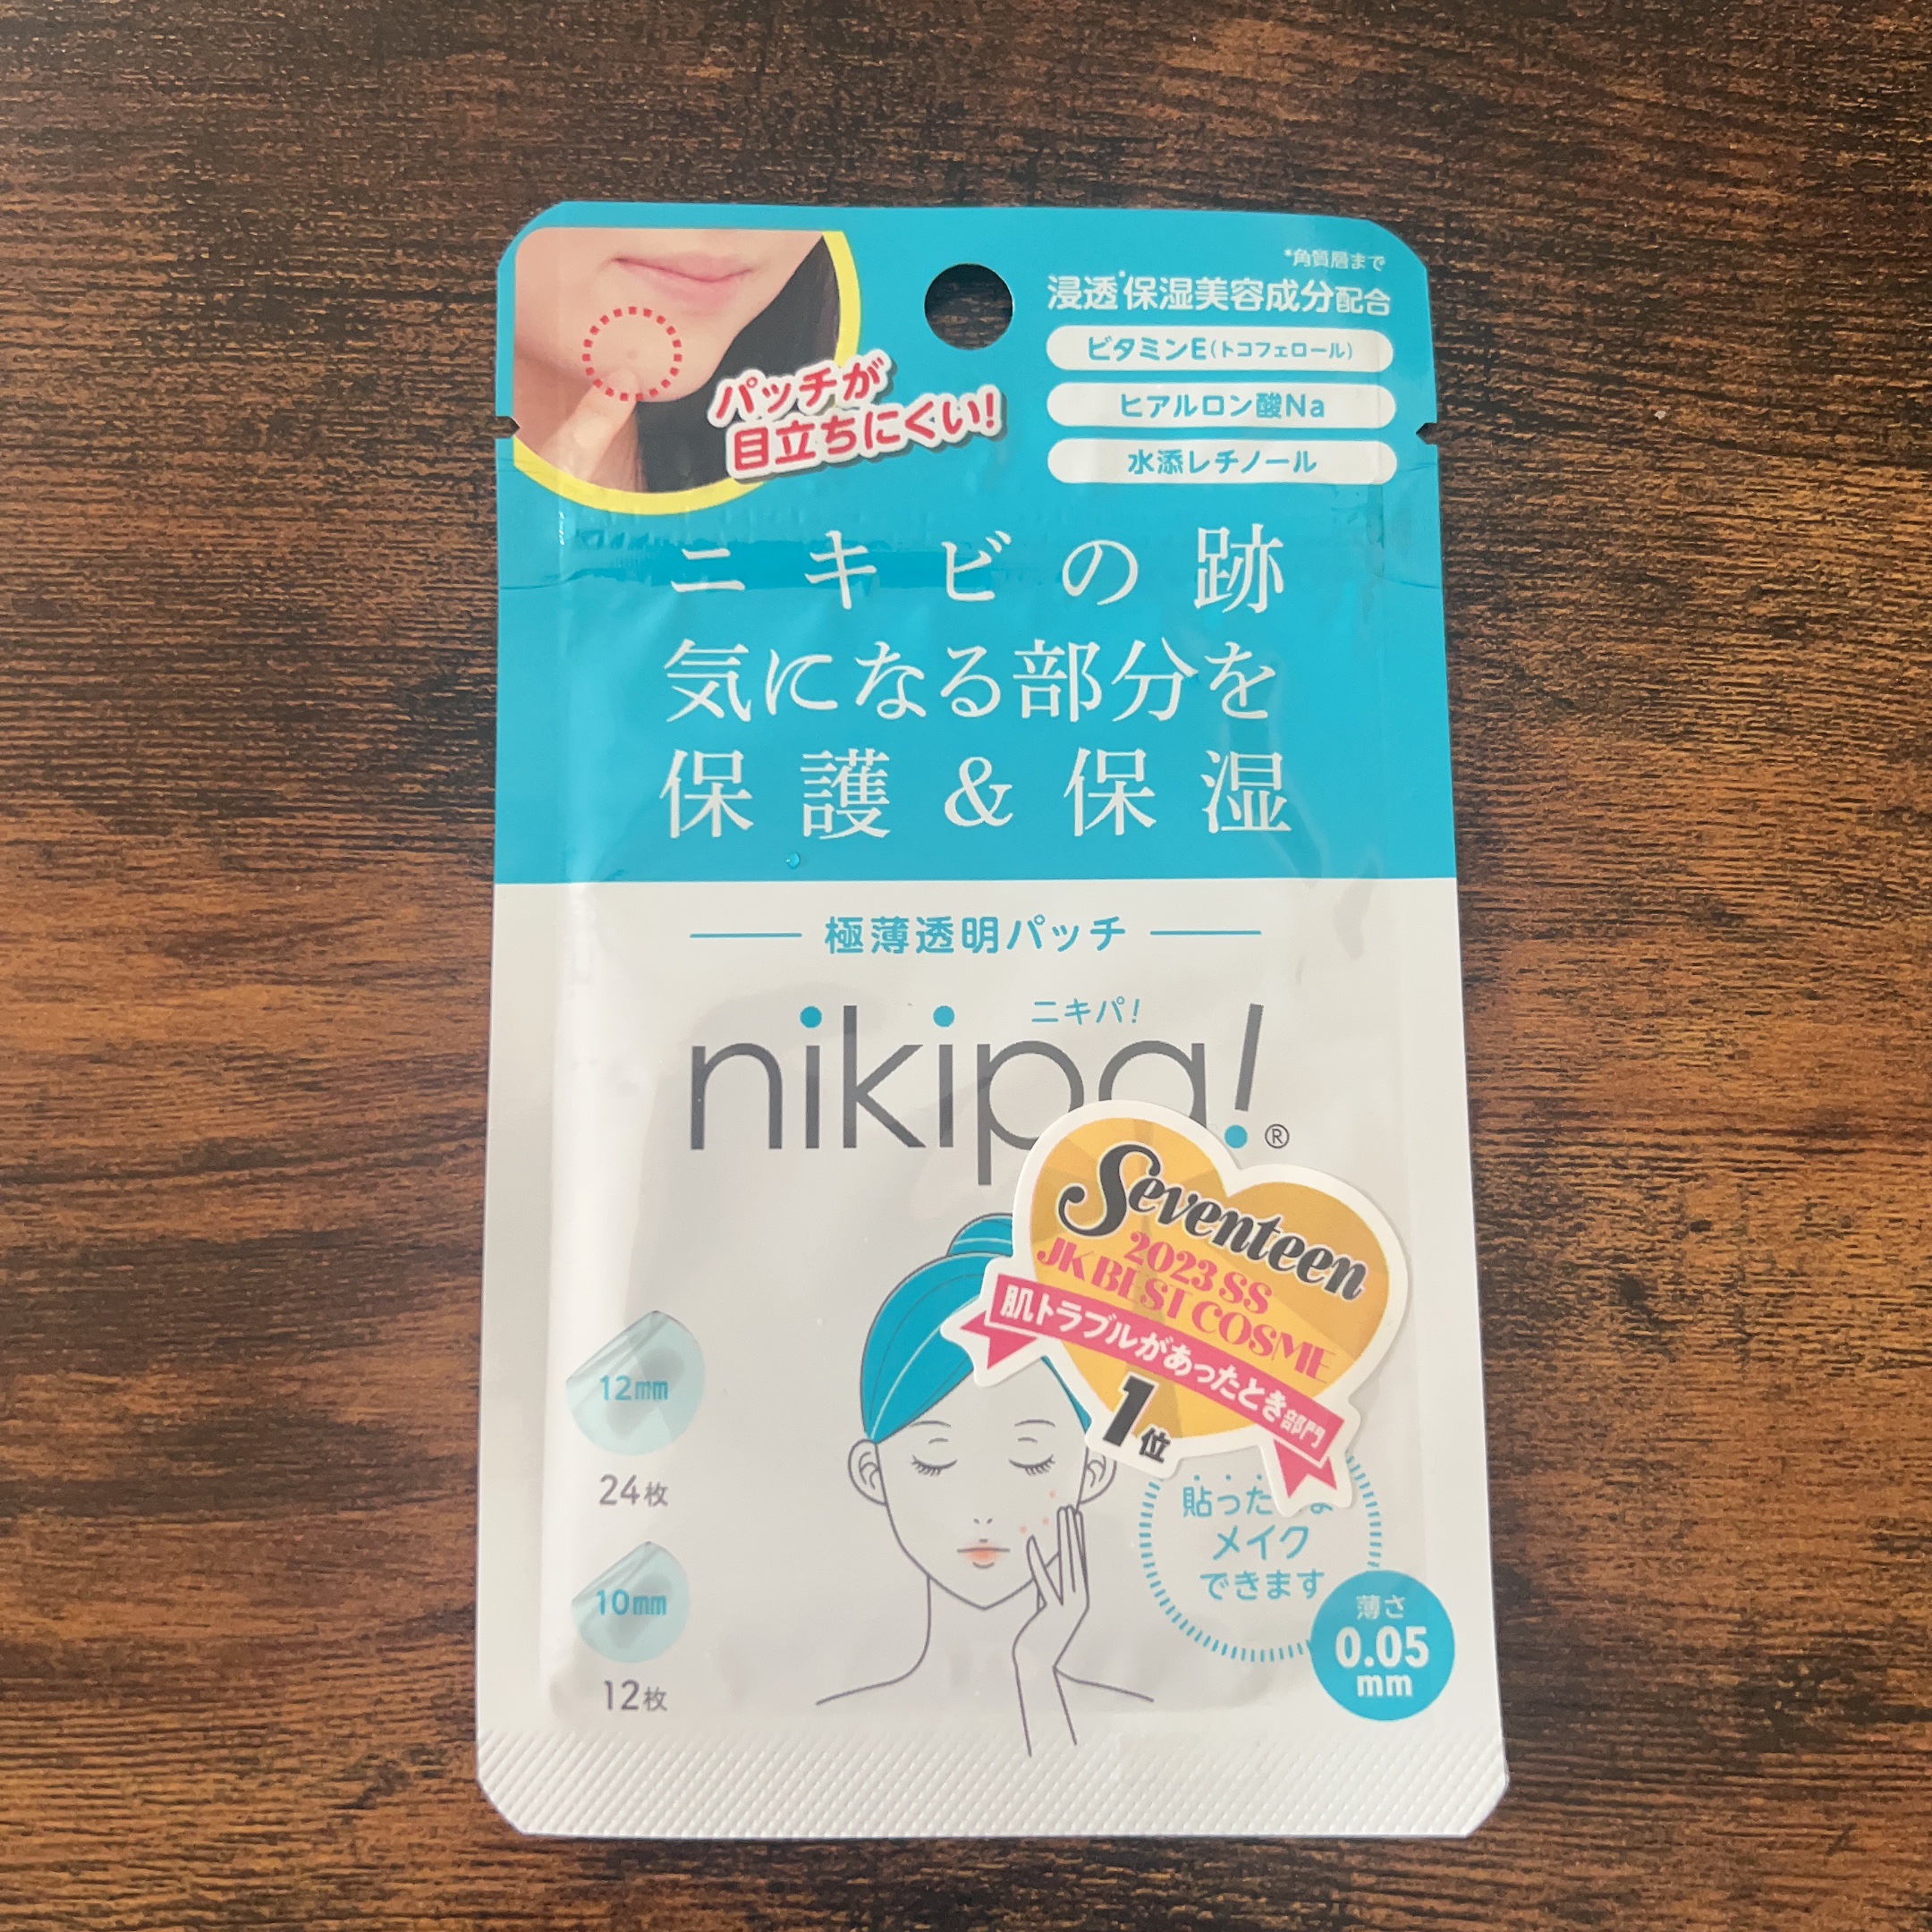 *角質層まで
浸透*保湿美容成分配合
ビタミンE(トコフェロール)
ヒアルロン酸Na
水添レチノール
パッチが
目立ちにくい!
ニキビの跡
気になる部分を
保護&保湿
極薄透明パッチ
ニキパ!
nikipa!®
Seventeen
2023 SS
JK BEST COSME
肌トラブルがあったとき部門
1位
12mm
24枚
10mm
12枚
貼った
メイク
できます
薄さ
0.05
mm